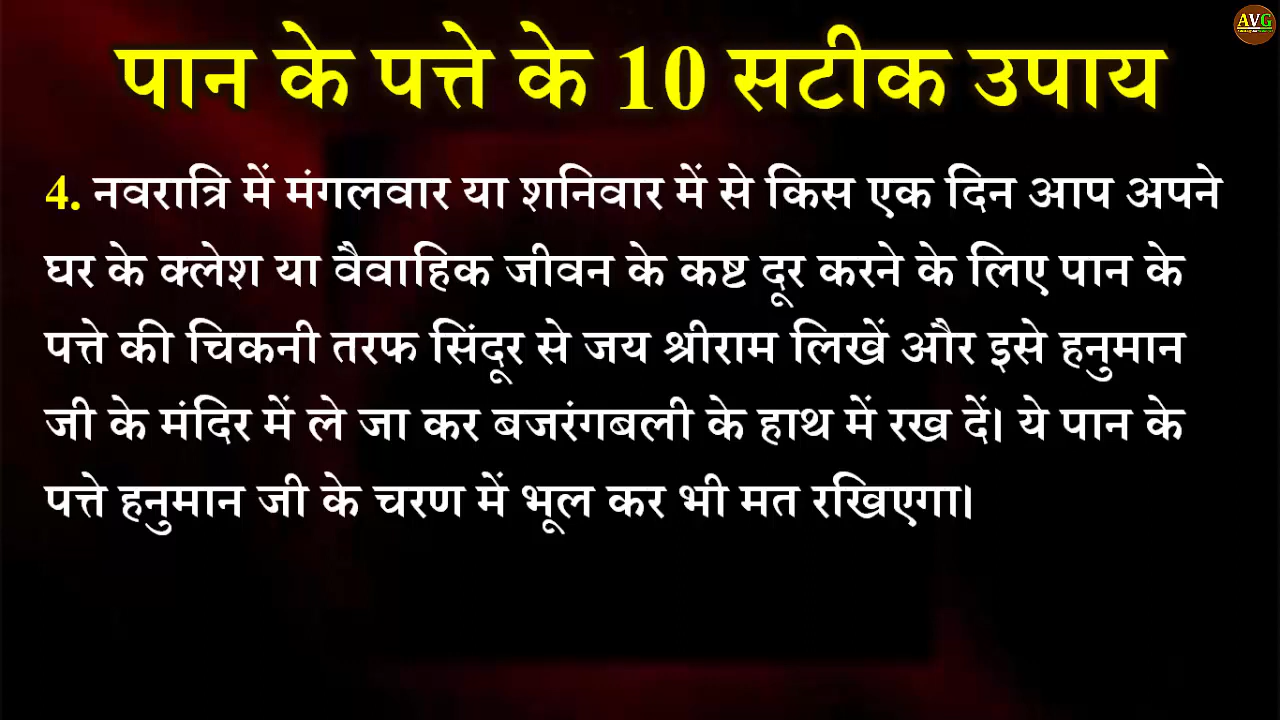 AVG
पान के पत्ते के 10 सटीक उपाय
4. नवरात्रि में मंगलवार या शनिवार में से किस एक दिन आप अपने
घर के क्लेश या वैवाहिक जीवन के कष्ट दूर करने के लिए पान के
पत्ते की चिकनी तरफ सिंदूर से जय श्रीराम लिखें और इसे हनुमान
जी के मंदिर में ले जा कर बजरंगबली के हाथ में रख दें। ये पान के
पत्ते हनुमान जी के चरण में भूल कर भी मत रखिएगा।